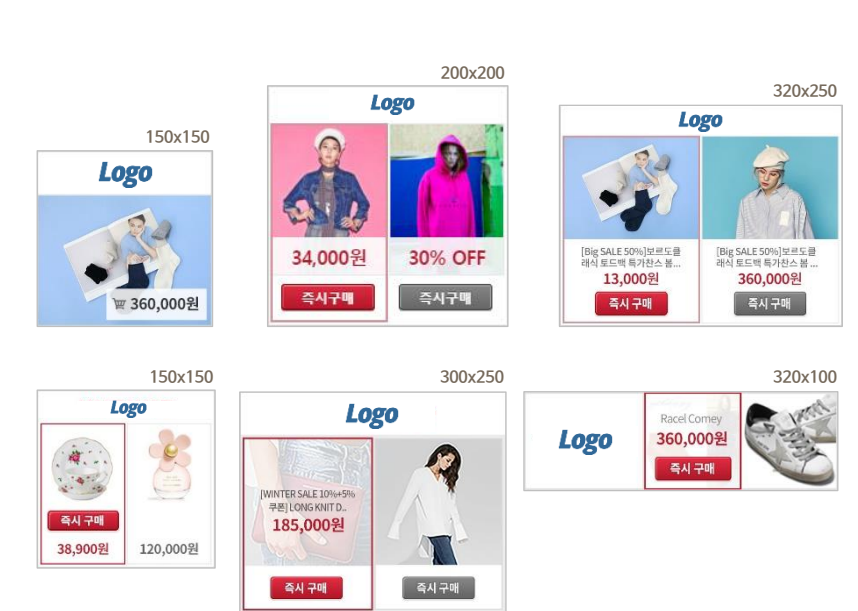 200x200
320x250
150x150
Logo
Logo
Logo
34,000원
30% OFF
즉시구매
즉시구매
360,000원
[Big SALE 50%]보르도클
래식 토드백 특가찬스 봄...
13,000원
즉시 구매
[Big SALE 50%]보르도클
래식 토드백 특가찬스 봄 ...
360,000원
즉시 구매
150x150
300x250
320x100
Logo
즉시 구매
38,900원
120,000원
Logo
[WINTER SALE 10%+5%
쿠폰] LONG KNIT D..
185,000원
즉시 구매
즉시 구매
Logo
Racel Comey
360,000원
즉시 구매